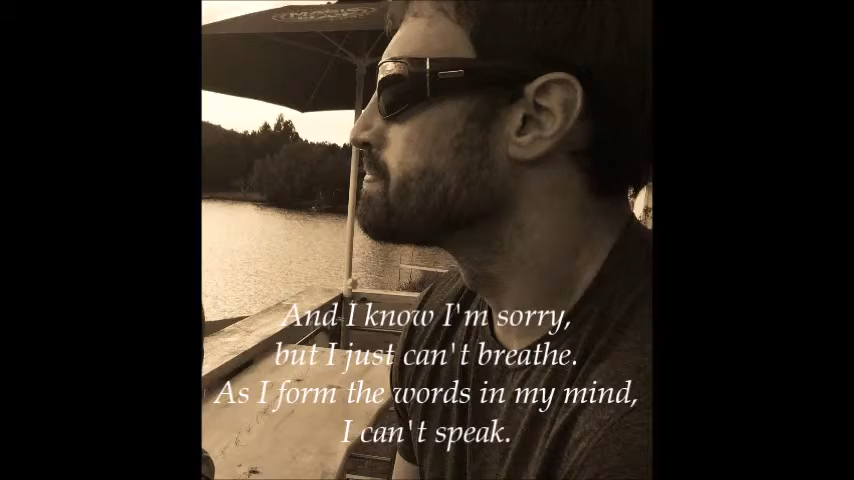 And I know I'm sorry,
but I just can't breathe.
As I form the words in my mind,
I can't speak.